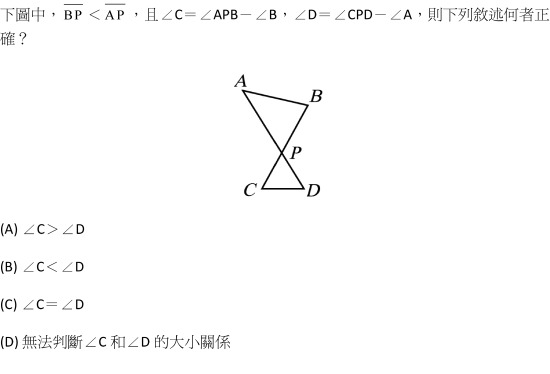 下圖中，BP＜AP，且∠C＝∠APB－∠B，∠D＝∠CPD－∠A，則下列敘述何者正
確？
A
B
P
C
D
(A) ∠C＞∠D
(B) ∠C＜∠D
(C) ∠C＝∠D
(D) 無法判斷∠C 和∠D 的大小關係